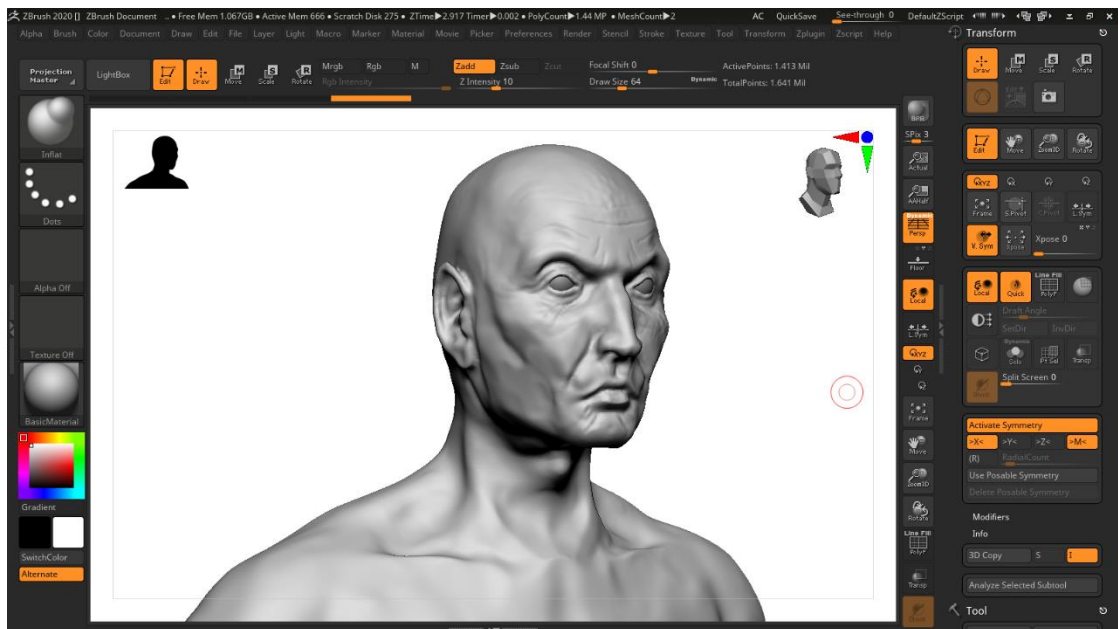 ZBrush 2020 [] ZBrush Document .. • Free Mem 1.067GB • Active Mem 666 • Scratch Disk 275 • ZTime▶2.917 Timer▶0.002 • PolyCount▶1.44 MP • MeshCount▶2 AC QuickSave See-through 0 DefaultZScript
Alpha Brush Color Document Draw Edit File Layer Light Macro Marker Material Movie Picker Preferences Render Stencil Stroke Texture Tool Transform Zplugin Zscript Help
Projection
Master
LightBox
Edit
Draw
Move
Scale
Rotate
Mrgb Rgb M
Rgb Intensity
Zadd Zsub Zcut
Z Intensity 10
Focal Shift 0
Draw Size 64
Dynamic
ActivePoints: 1.413 Mil
TotalPoints: 1.641 Mil
Inflat
Dots
Alpha Off
Texture Off
BasicMaterial
Gradient
SwitchColor
Alternate
BPR
SPix 3
Actual
AAHalf
Dynamic
Persp
Floor
Local
L.Sym
Qxyz
Frame
Move
Zoom3D
Rotate
Line Fill
PolyF
Transp
Transform
Draw Move Scale Rotate
Edit Move Zoom3D Rotate
Qxyz
Frame S.Pivot C.Pivot L.Sym
V. Sym Xpose Xpose 0
Local Quick
Line Fill
PolyF
Draft Angle
SetDir InvDir
Dynamic
Solo Pt Sel Transp
Split Screen 0
Activate Symmetry
>X< >Y< >Z< >M<
(R) RadialCount
Use Posable Symmetry
Delete Posable Symmetry
Modifiers
Info
3D Copy S I
Analyze Selected Subtool
Tool